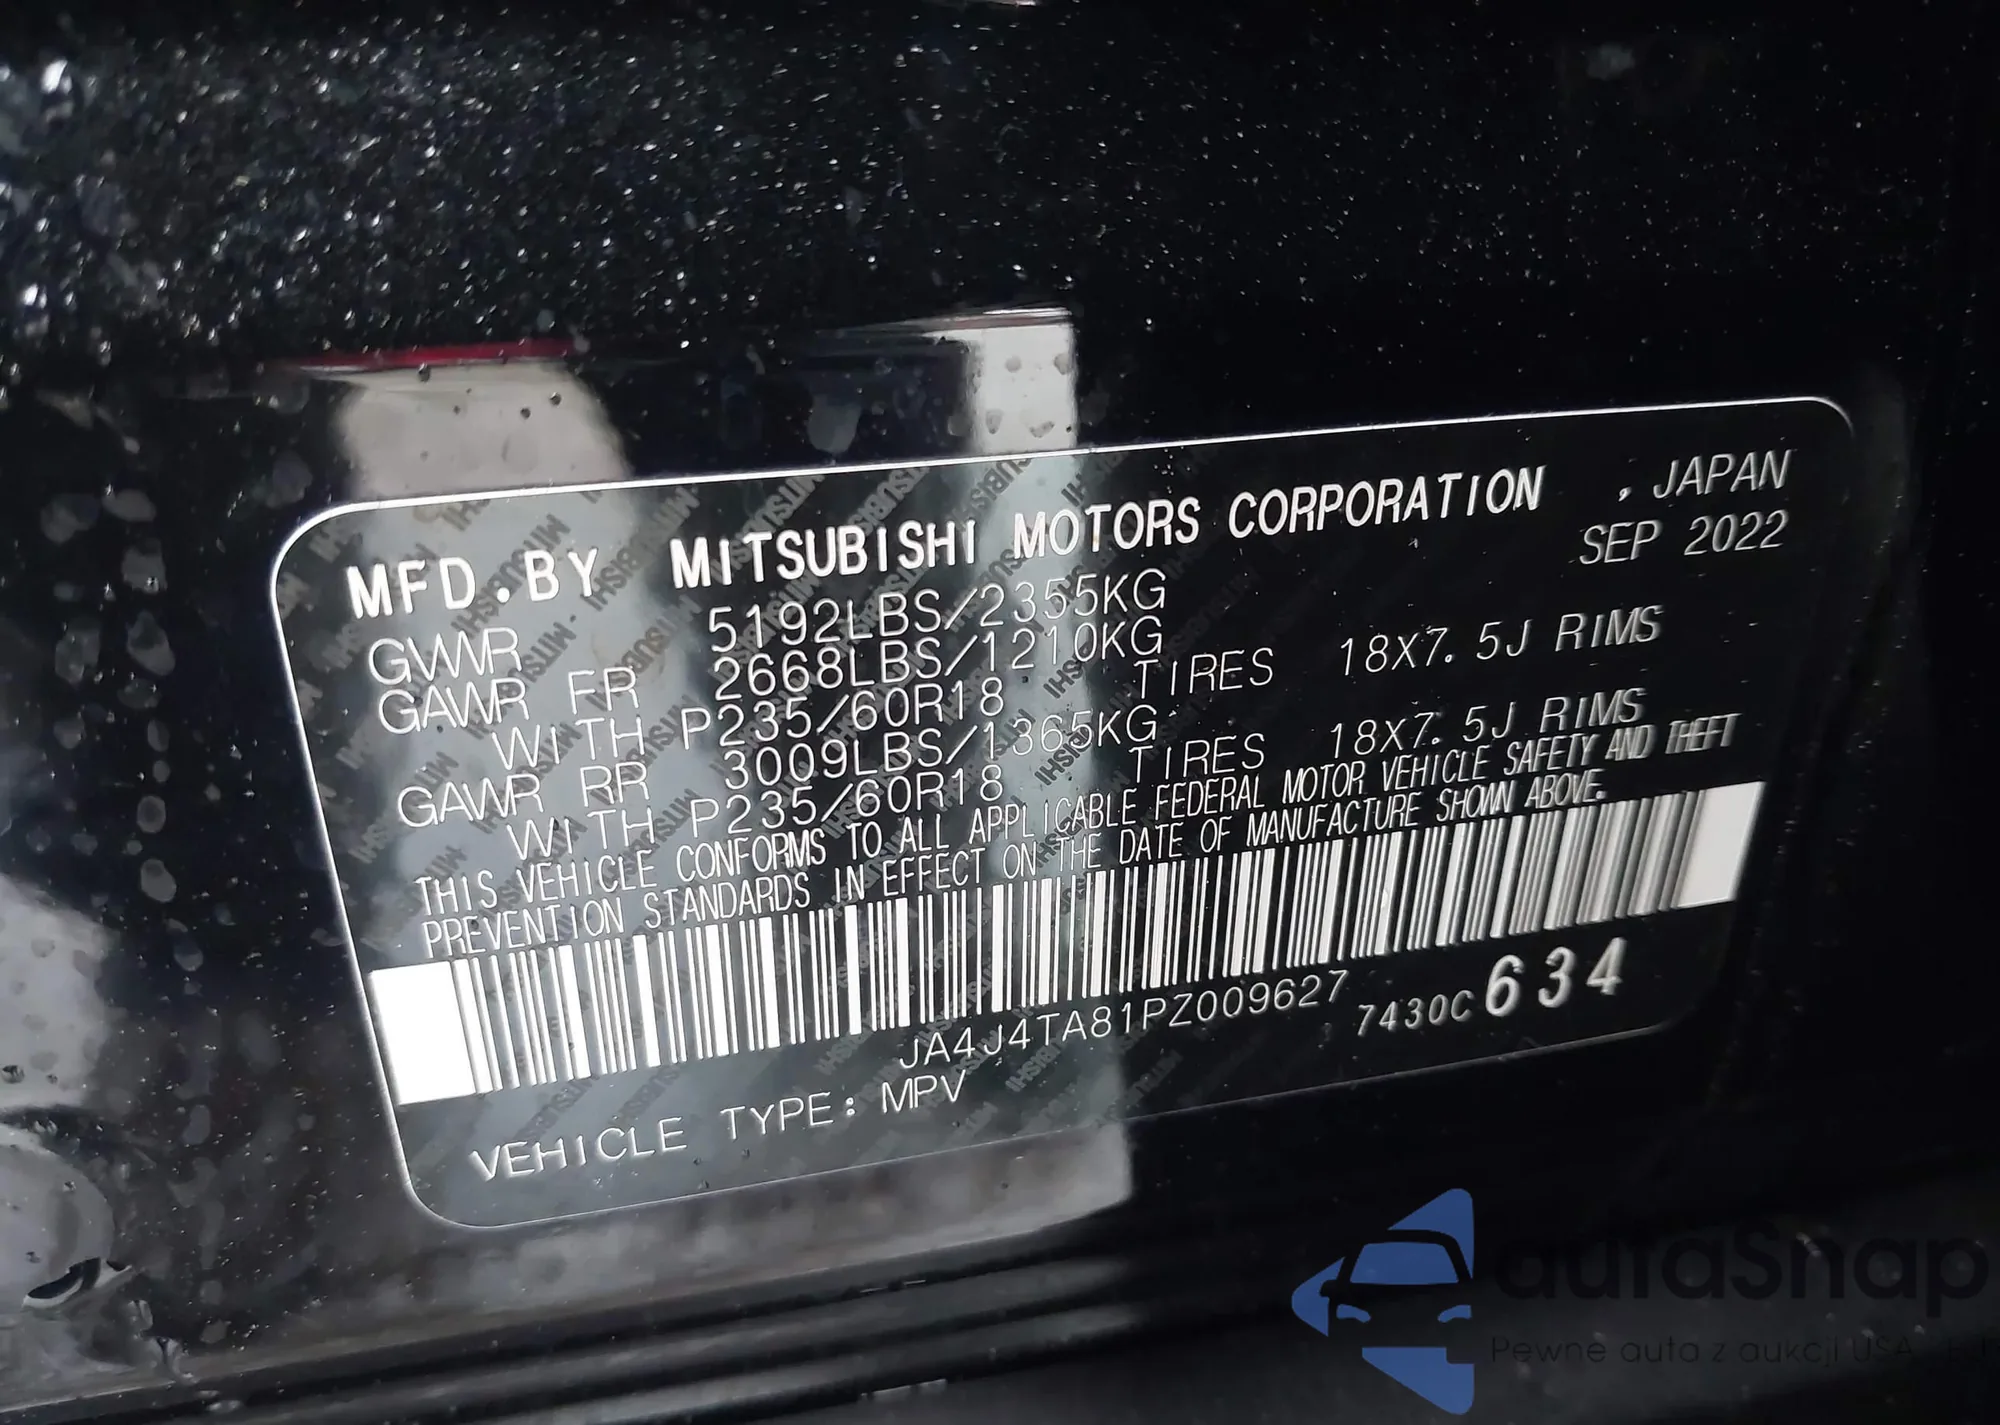 MFD.BY MITSUBISHI MOTORS CORPORATION , JAPAN
SEP 2022
GVWR 5192LBS/2355KG
GAWR FR 2668LBS/1210KG
WITH P235/60R18 TIRES 18X7.5J RIMS
GAWR RR 3009LBS/1365KG
WITH P235/60R18 TIRES 18X7.5J RIMS
THIS VEHICLE CONFORMS TO ALL APPLICABLE FEDERAL MOTOR VEHICLE SAFETY AND THEFT
PREVENTION STANDARDS IN EFFECT ON THE DATE OF MANUFACTURE SHOWN ABOVE.
JA4J4TA81PZ009627 7430C 634
VEHICLE TYPE: MPV
autaSnap
Pewne auta z aukcji USA